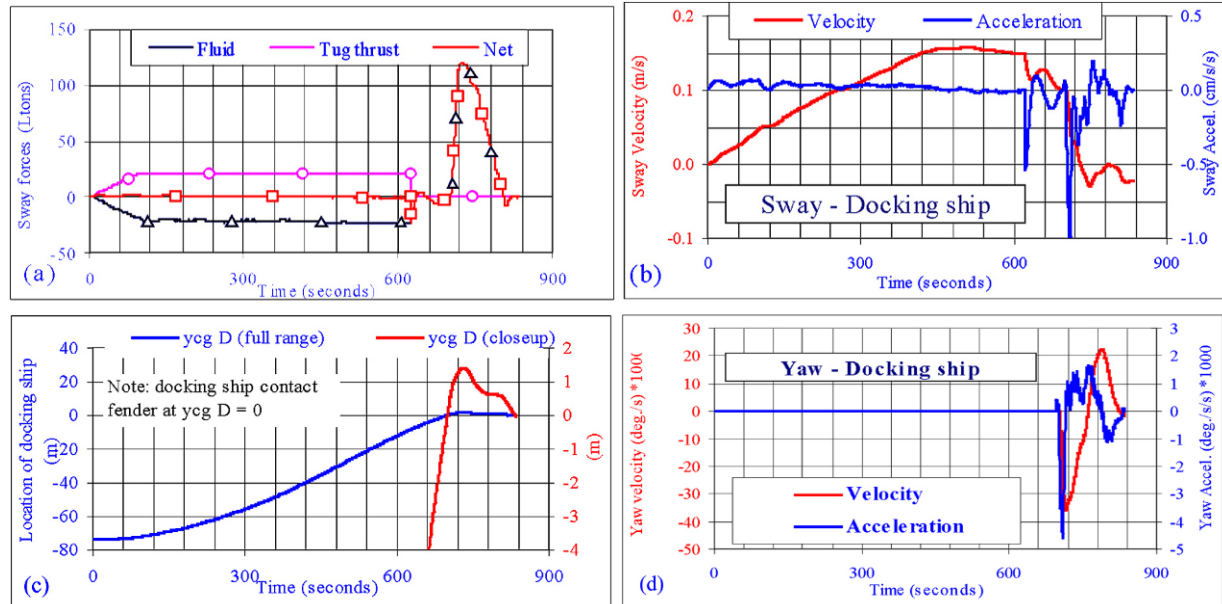 150
100
50
0
-50
Sway forces (Ltons)
Fluid
Tug thrust
Net
0
300
600
900
Time (seconds)
(a)
0.2
0.1
0.0
-0.1
Sway Velocity (m/s)
Velocity
Acceleration
0.5
0.0
-0.5
-1.0
Sway Accel. (cm/s/s)
Sway - Docking ship
0
300
600
900
Time (seconds)
(b)
ycg D (full range)
ycg D (closeup)
40
20
0
-20
-40
-60
-80
Location of docking ship
(m)
Note: docking ship contact
fender at ycg D = 0
2
1
0
-1
-2
-3
-4
(m)
0
300
600
900
Time (seconds)
(c)
30
20
10
0
-10
-20
-30
-40
-50
Yaw velocity (deg./s) *100(
Yaw - Docking ship
3
2
1
0
-1
-2
-3
-4
-5
Yaw Accel. (deg/s/s) *1000
Velocity
Acceleration
0
300
600
900
Time (seconds)
(d)